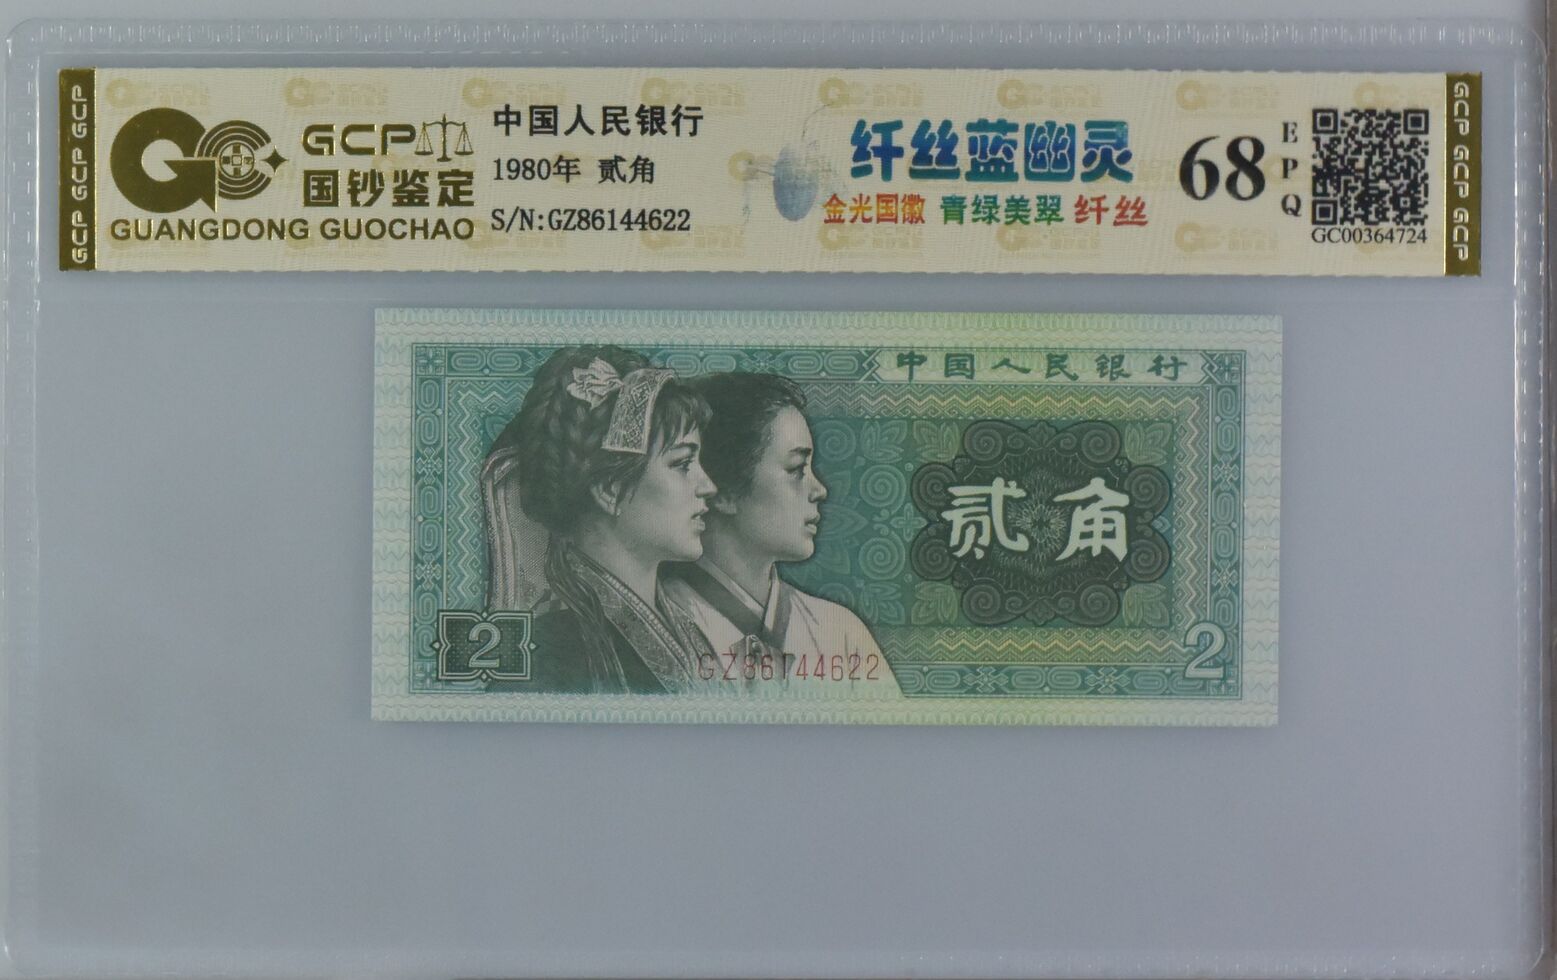 GCP GCP GCP
GCP
国钞鉴定
GUANGDONG GUOCHAO
中国人民银行
1980年 贰角
S/N:GZ86144622
纤丝蓝幽灵
金光国徽 青绿美翠 纤丝
68
EPQ
GC00364724
GCP GCP GCP
中国人民银行
贰角
2
GZ86144622
2